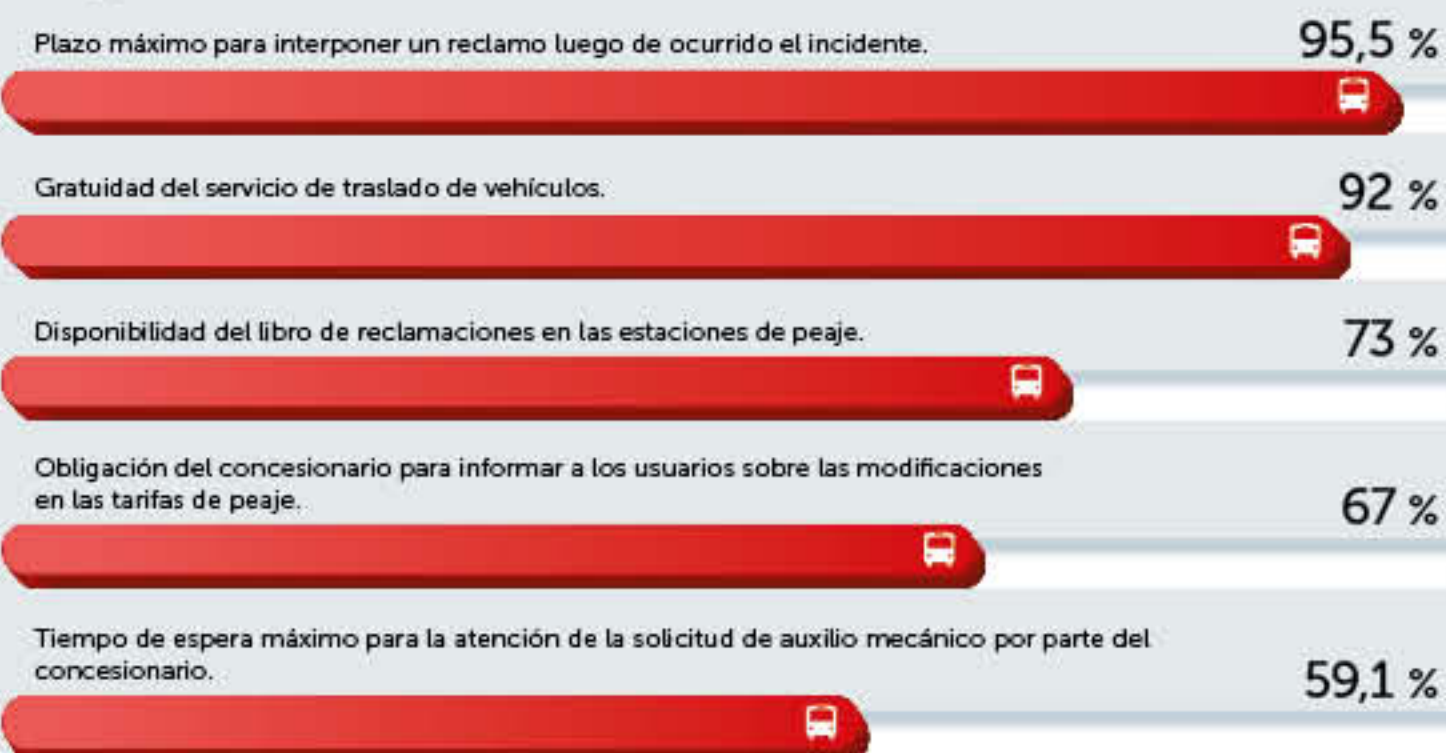 Plazo máximo para interponer un reclamo luego de ocurrido el incidente.
95,5 %
Gratuidad del servicio de traslado de vehículos.
92 %
Disponibilidad del libro de reclamaciones en las estaciones de peaje.
73 %
Obligación del concesionario para informar a los usuarios sobre las modificaciones
en las tarifas de peaje.
67 %
Tiempo de espera máximo para la atención de la solicitud de auxilio mecánico por parte del
concesionario.
59,1 %